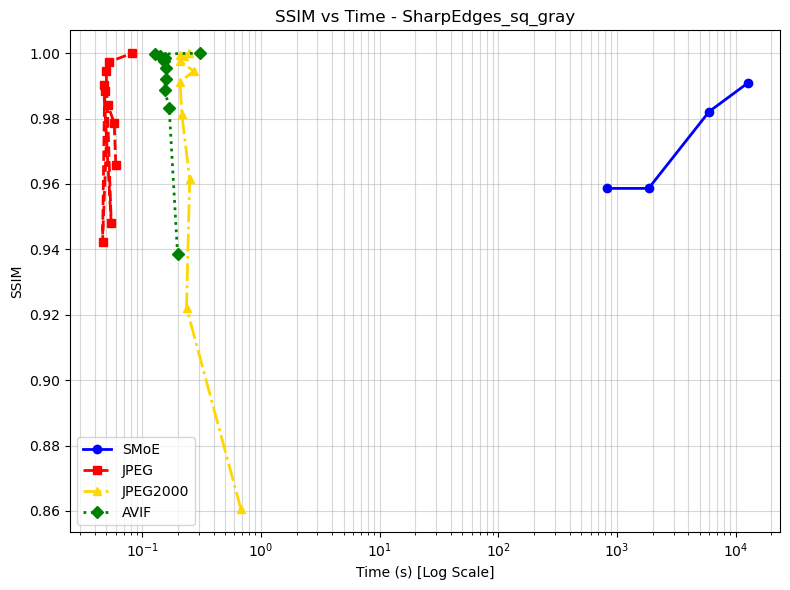 SSIM vs Time - SharpEdges_sq_gray
SSIM
1.00
0.98
0.96
0.94
0.92
0.90
0.88
0.86
SMoE
JPEG
JPEG2000
AVIF
10⁻¹ 10⁰ 10¹ 10² 10³ 10⁴
Time (s) [Log Scale]